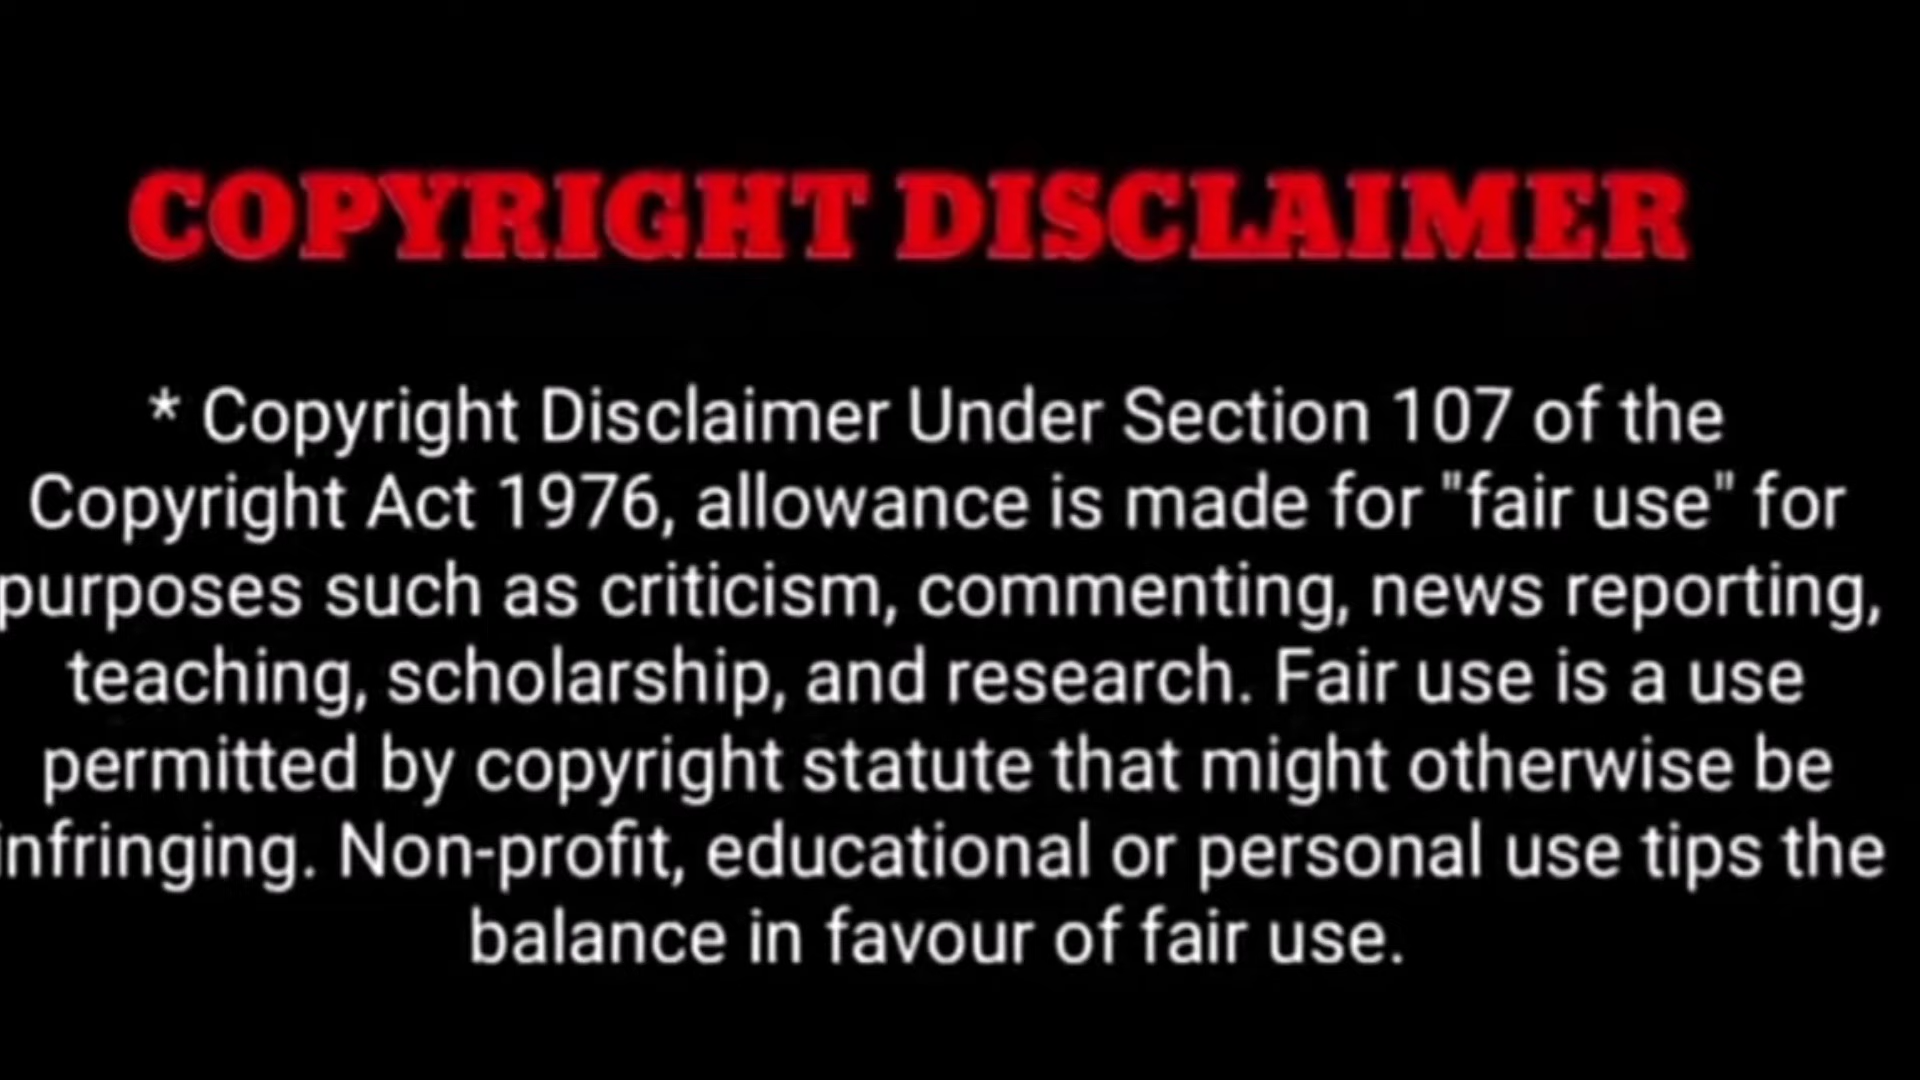 COPYRIGHT DISCLAIMER
* Copyright Disclaimer Under Section 107 of the
Copyright Act 1976, allowance is made for "fair use" for
purposes such as criticism, commenting, news reporting,
teaching, scholarship, and research. Fair use is a use
permitted by copyright statute that might otherwise be
infringing. Non-profit, educational or personal use tips the
balance in favour of fair use.